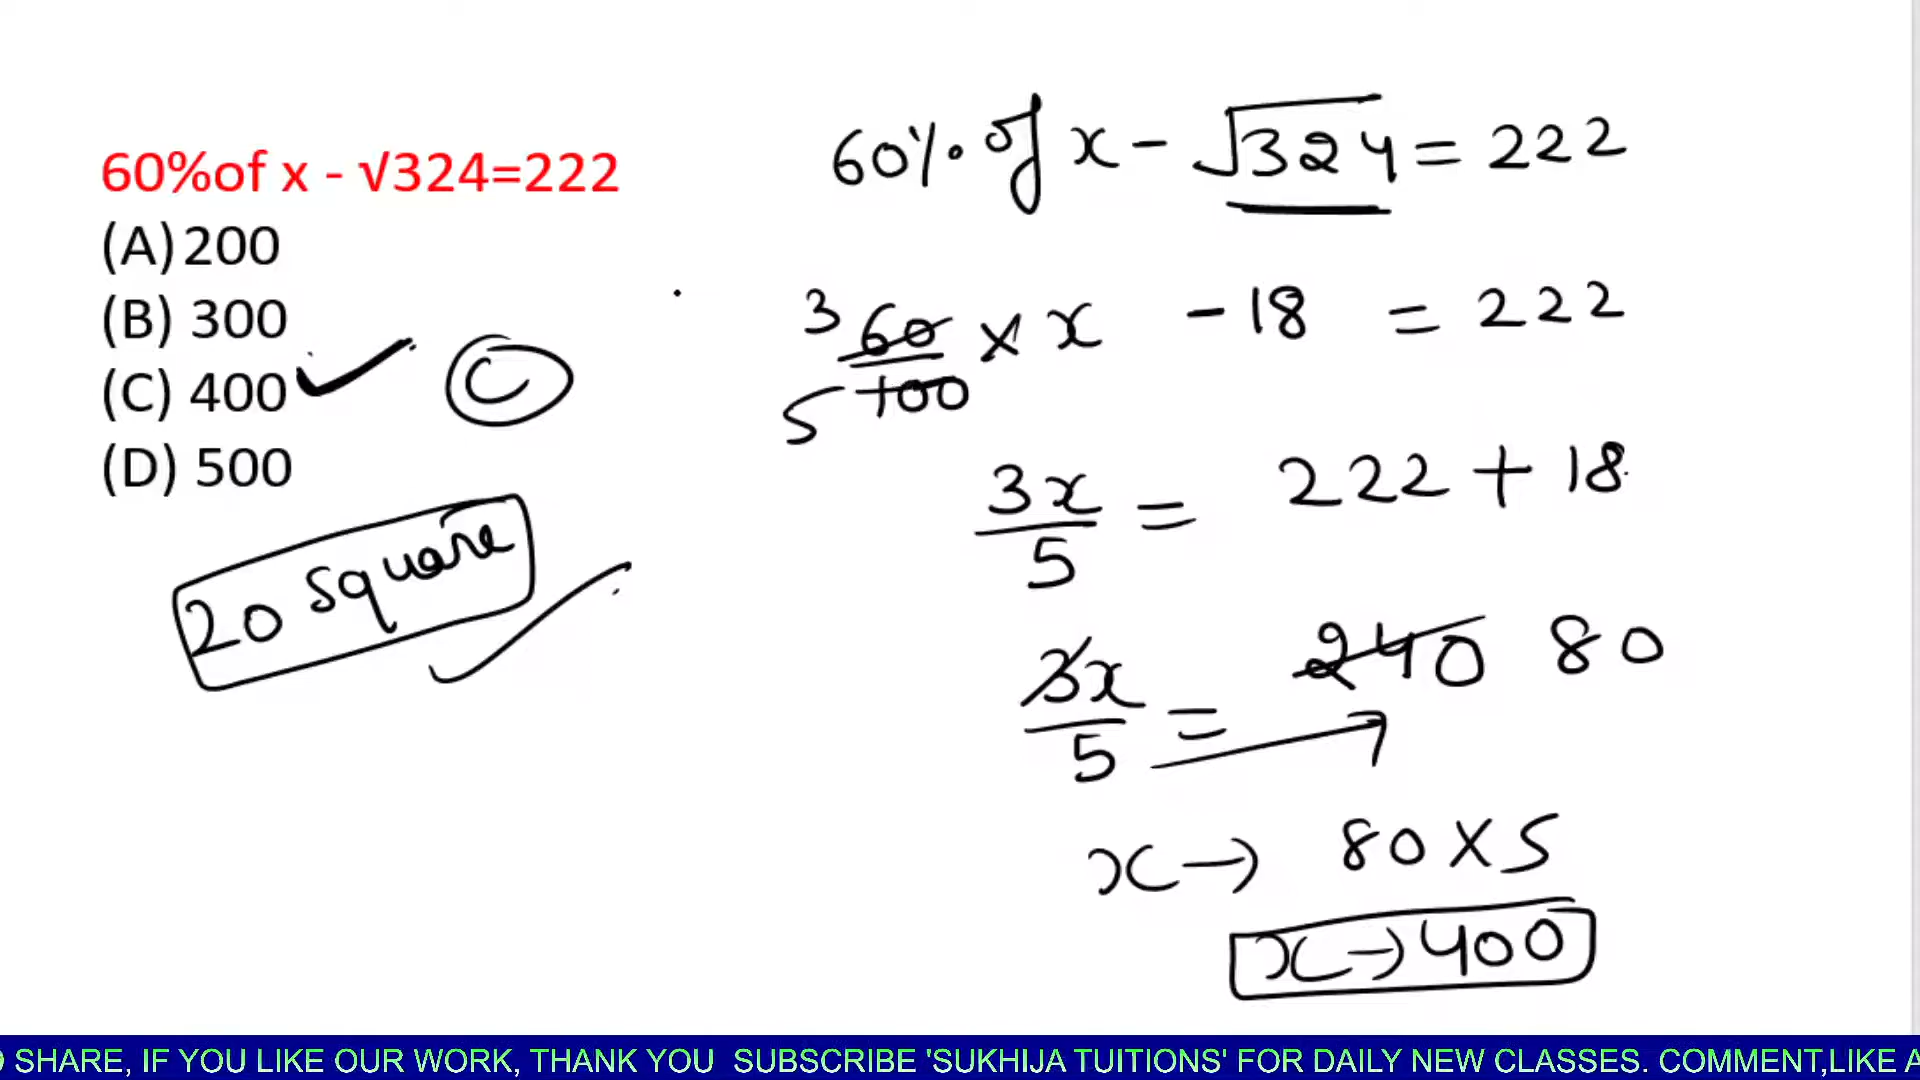 60%of x - √324=222
(A) 200
(B) 300
(C) 400
(D) 500
C
20 square
60% of x - √324 = 222
3 60/100 5 × x - 18 = 222
3x/5 = 222 + 18
3x/5 = 240 80
x → 80 × 5
x → 400
SHARE, IF YOU LIKE OUR WORK, THANK YOU SUBSCRIBE 'SUKHIJA TUITIONS' FOR DAILY NEW CLASSES. COMMENT,LIKE A